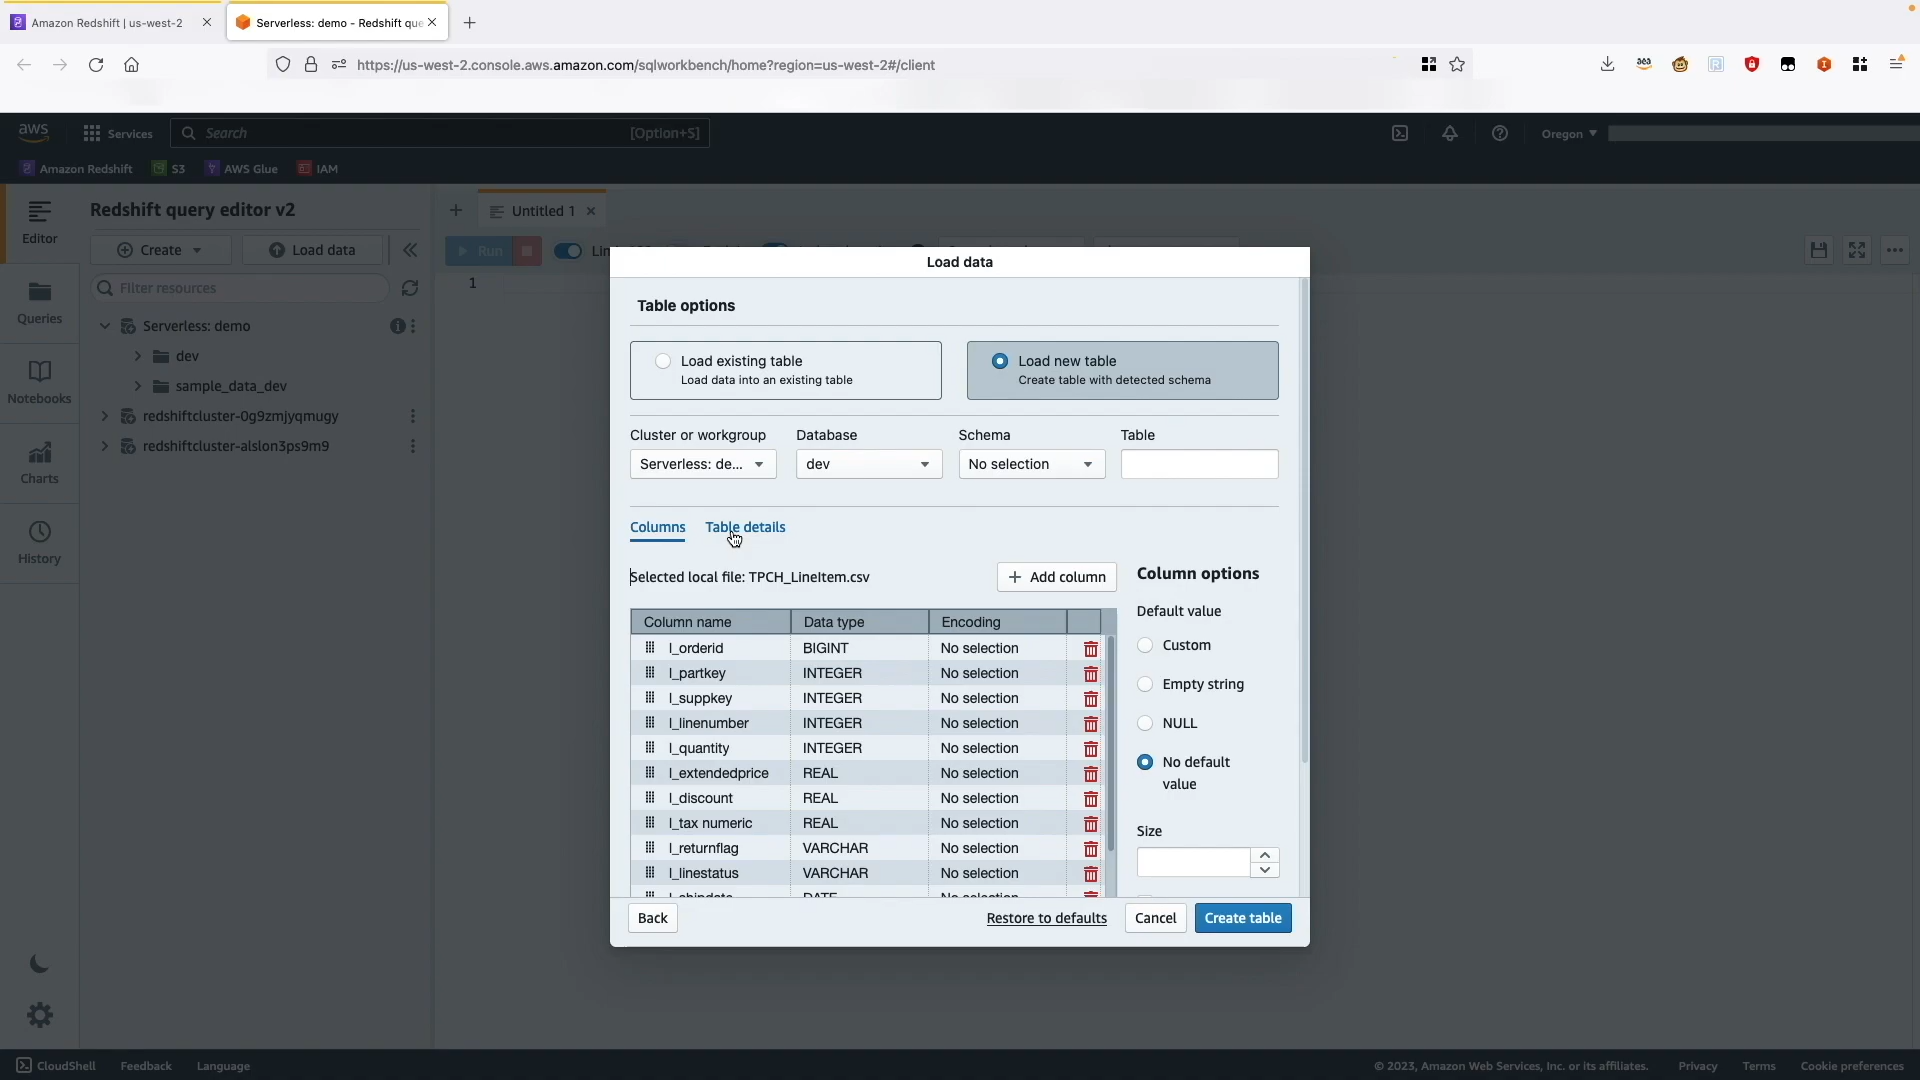 Amazon Redshift | us-west-2
Serverless: demo - Redshift que
https://us-west-2.console.aws.amazon.com/sqlworkbench/home?region=us-west-2#/client
aws
Services
Search
[Option+S]
Oregon
Amazon Redshift
S3
AWS Glue
IAM
Editor
Queries
Notebooks
Charts
History
Redshift query editor v2
Create
Load data
Filter resources
Serverless: demo
dev
sample_data_dev
redshiftcluster-0g9zmjyqmugy
redshiftcluster-alslon3ps9m9
Untitled 1
Run
1
Load data
Table options
Load existing table
Load data into an existing table
Load new table
Create table with detected schema
Cluster or workgroup
Database
Schema
Table
Serverless: de...
dev
No selection
Columns
Table details
Selected local file: TPCH_LineItem.csv
Add column
Column name Data type Encoding
l_orderid BIGINT No selection
l_partkey INTEGER No selection
l_suppkey INTEGER No selection
l_linenumber INTEGER No selection
l_quantity INTEGER No selection
l_extendedprice REAL No selection
l_discount REAL No selection
l_tax numeric REAL No selection
l_returnflag VARCHAR No selection
l_linestatus VARCHAR No selection
Column options
Default value
Custom
Empty string
NULL
No default
value
Size
Back
Restore to defaults
Cancel
Create table
CloudShell
Feedback
Language
© 2023, Amazon Web Services, Inc. or its affiliates.
Privacy
Terms
Cookie preferences